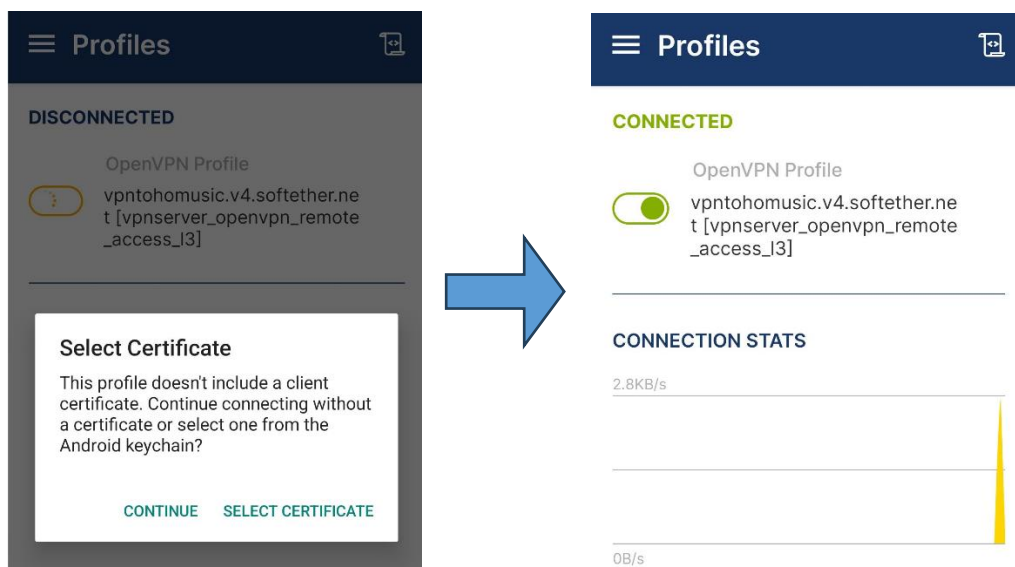 Profiles
DISCONNECTED
OpenVPN Profile
vpntohomusic.v4.softether.ne
t [vpnserver_openvpn_remote
_access_l3]
Select Certificate
This profile doesn't include a client
certificate. Continue connecting without
a certificate or select one from the
Android keychain?
CONTINUE SELECT CERTIFICATE
Profiles
CONNECTED
OpenVPN Profile
vpntohomusic.v4.softether.ne
t [vpnserver_openvpn_remote
_access_l3]
CONNECTION STATS
2.8KB/s
0B/s